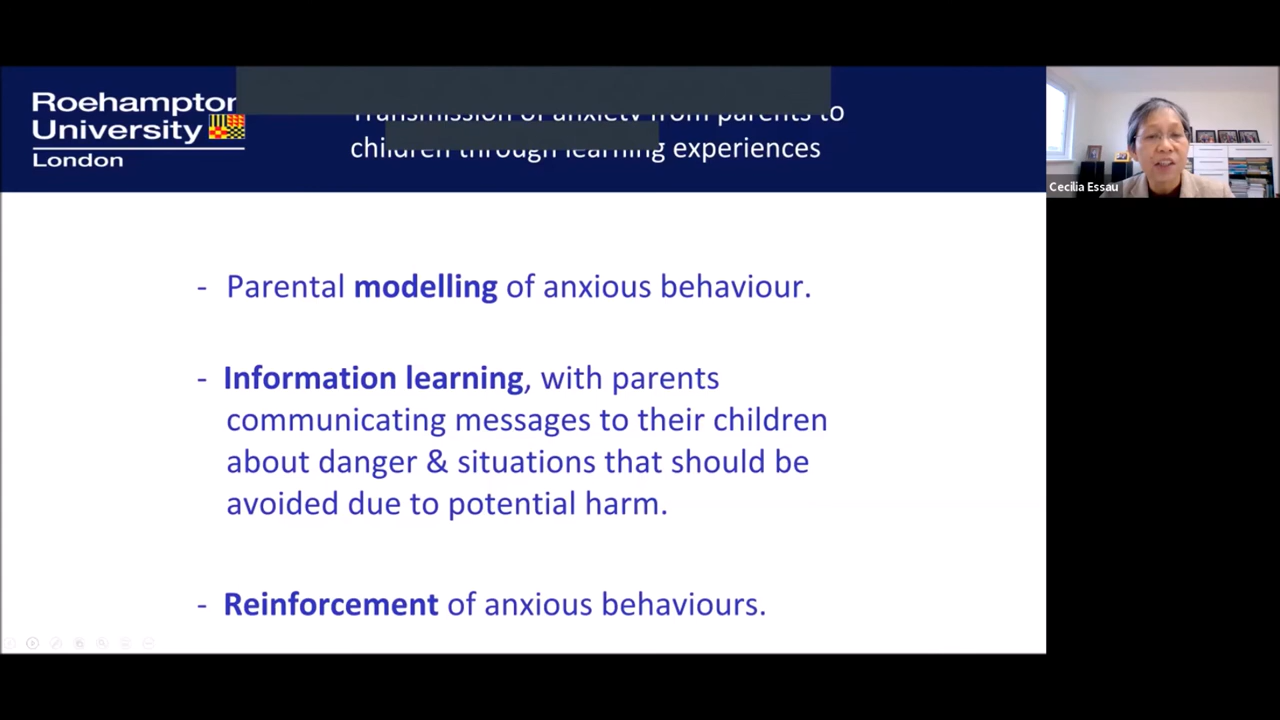 Roehampton
University
London
Transmission of anxiety from parents to
children through learning experiences
Cecilia Essau
- Parental modelling of anxious behaviour.
- Information learning, with parents
communicating messages to their children
about danger & situations that should be
avoided due to potential harm.
- Reinforcement of anxious behaviours.